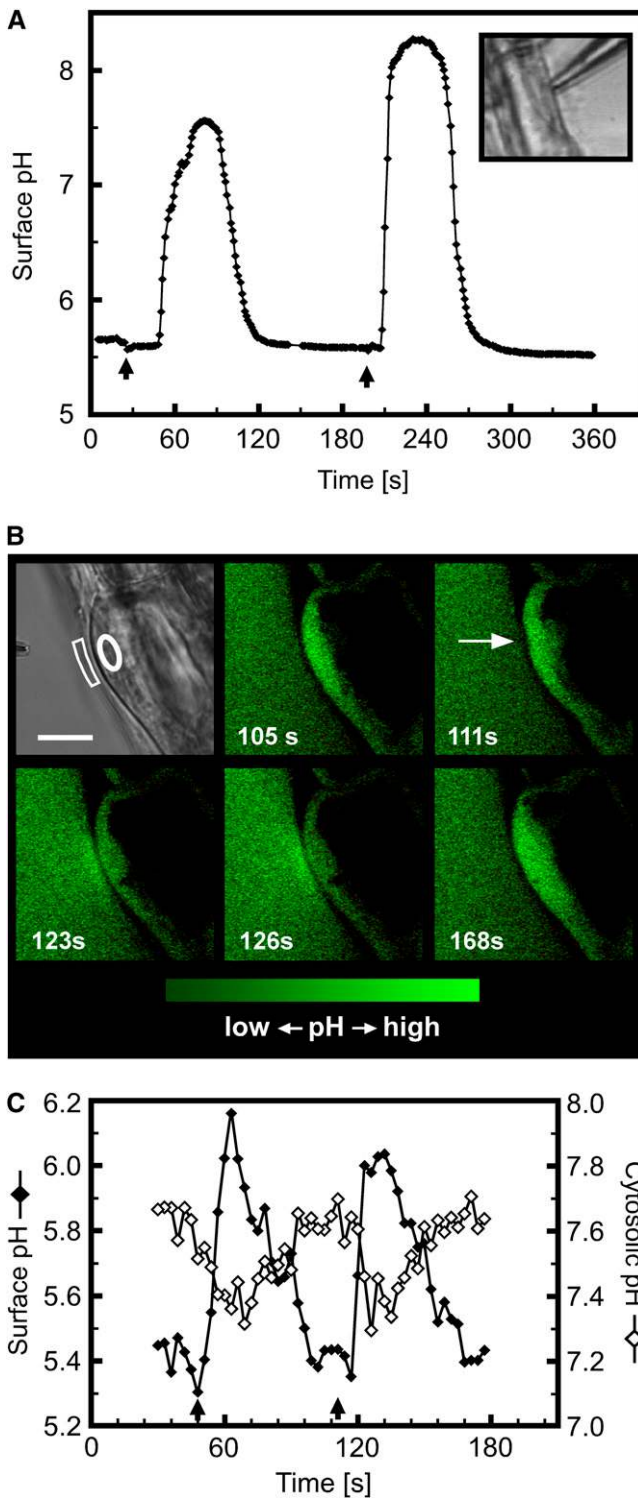 A
Surface pH
8
7
6
5
0 60 120 180 240 300 360
Time [s]
B
105 s
111s
123s
126s
168s
low ← pH → high
C
Surface pH
6.2
6.0
5.8
5.6
5.4
5.2
8.0
7.8
7.6
7.4
7.2
7.0
Cytosolic pH
0 60 120 180
Time [s]